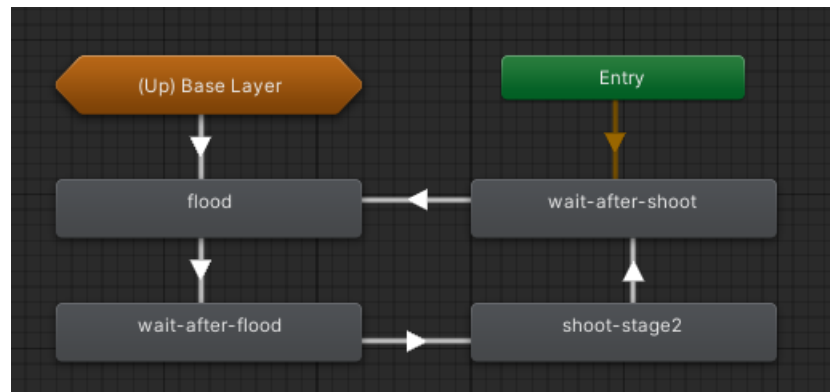 (Up) Base Layer
Entry
flood
wait-after-shoot
wait-after-flood
shoot-stage2